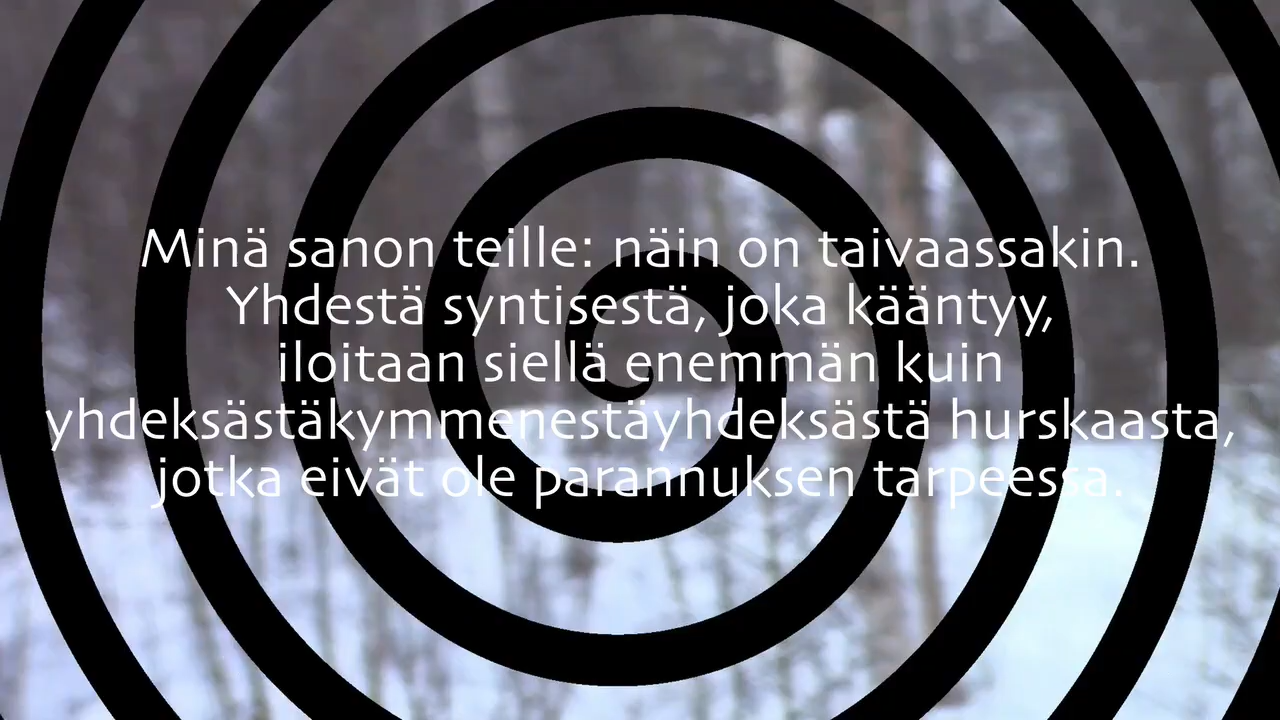 Minä sanon teille: näin on taivaassakin.
Yhdestä syntisestä, joka kääntyy,
iloitaan siellä enemmän kuin
yhdeksästäkymmenestäyhdeksästä hurskaasta,
jotka eivät ole parannuksen tarpeessa.